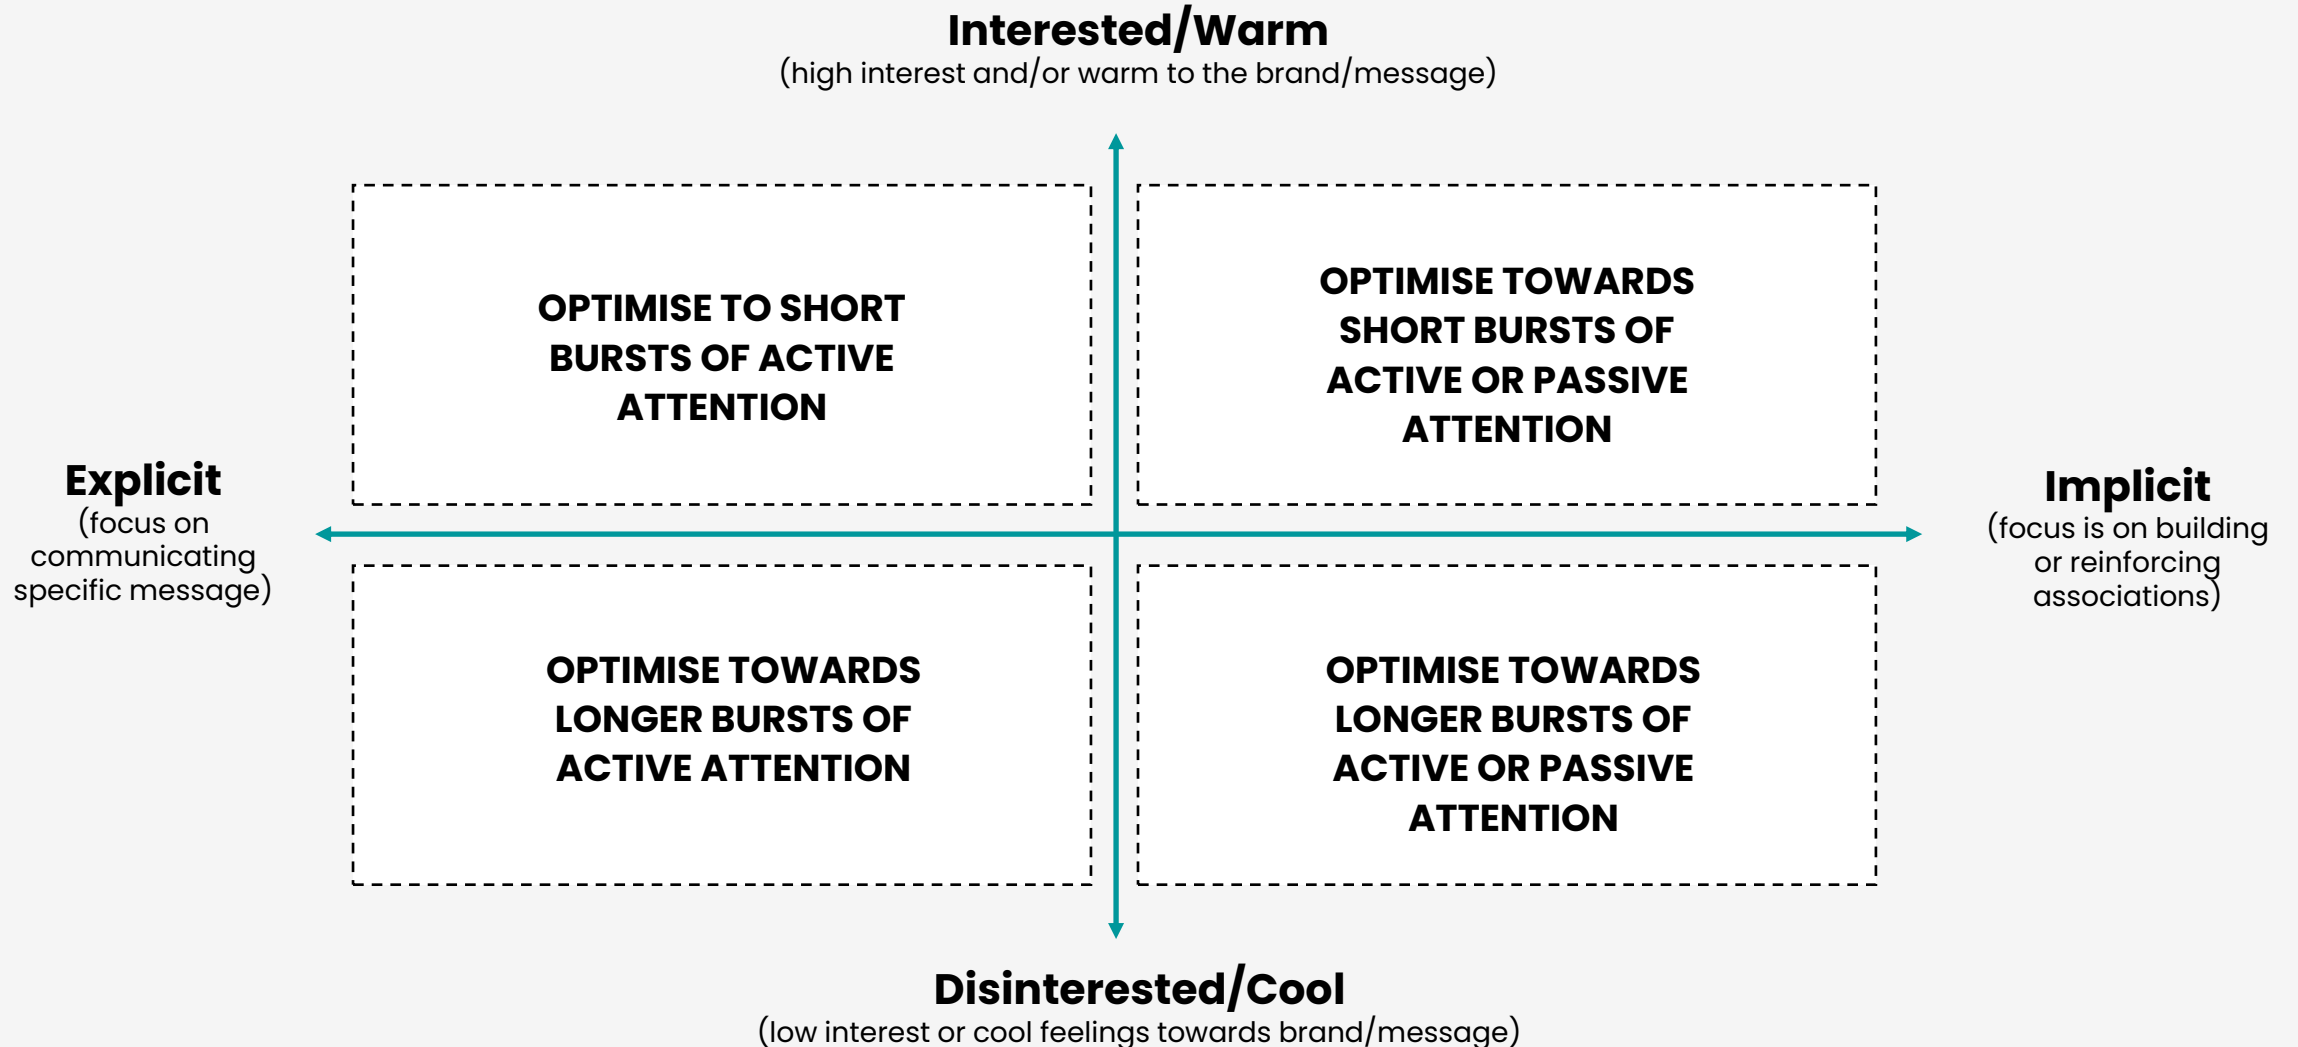 Interested/Warm
(high interest and/or warm to the brand/message)
OPTIMISE TO SHORT
BURSTS OF ACTIVE
ATTENTION
OPTIMISE TOWARDS
SHORT BURSTS OF
ACTIVE OR PASSIVE
ATTENTION
Explicit
(focus on
communicating
specific message)
Implicit
(focus is on building
or reinforcing
associations)
OPTIMISE TOWARDS
LONGER BURSTS OF
ACTIVE ATTENTION
OPTIMISE TOWARDS
LONGER BURSTS OF
ACTIVE OR PASSIVE
ATTENTION
Disinterested/Cool
(low interest or cool feelings towards brand/message)